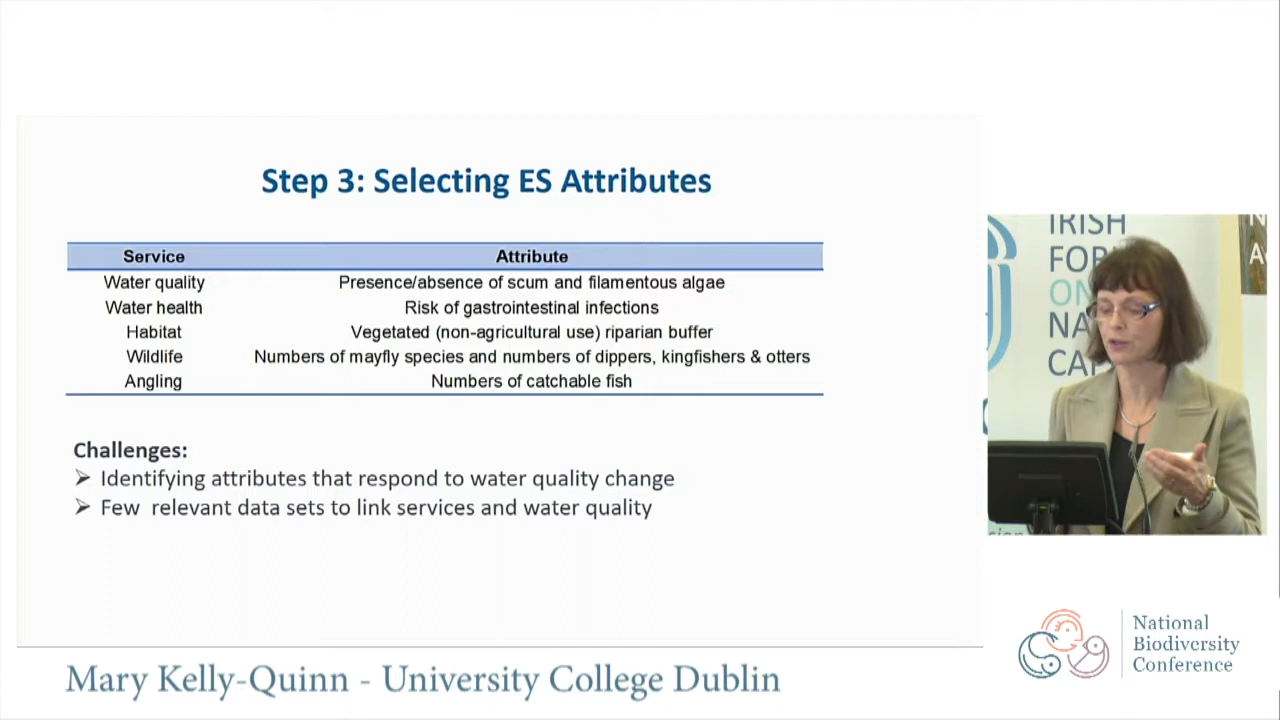 Step 3: Selecting ES Attributes
Service Attribute
Water quality Presence/absence of scum and filamentous algae
Water health Risk of gastrointestinal infections
Habitat Vegetated (non-agricultural use) riparian buffer
Wildlife Numbers of mayfly species and numbers of dippers, kingfishers & otters
Angling Numbers of catchable fish
Challenges:
➢ Identifying attributes that respond to water quality change
➢ Few relevant data sets to link services and water quality
IRISH
FOR
ON
NA
CAP
N
A
National
Biodiversity
Conference
Mary Kelly-Quinn - University College Dublin